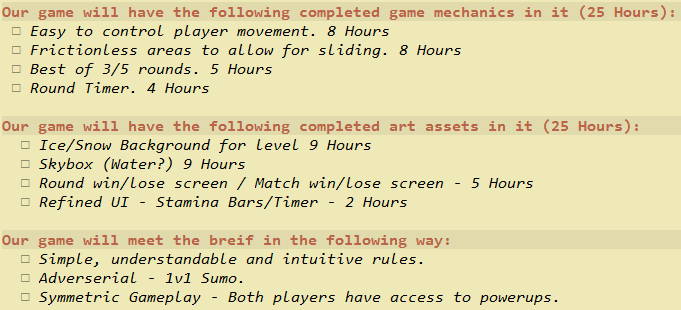 Our game will have the following completed game mechanics in it (25 Hours):
□ Easy to control player movement. 8 Hours
□ Frictionless areas to allow for sliding. 8 Hours
□ Best of 3/5 rounds. 5 Hours
□ Round Timer. 4 Hours
Our game will have the following completed art assets in it (25 Hours):
□ Ice/Snow Background for level 9 Hours
□ Skybox (Water?) 9 Hours
□ Round win/lose screen / Match win/lose screen - 5 Hours
□ Refined UI - Stamina Bars/Timer - 2 Hours
Our game will meet the breif in the following way:
□ Simple, understandable and intuitive rules.
□ Adverserial - 1v1 Sumo.
□ Symmetric Gameplay - Both players have access to powerups.